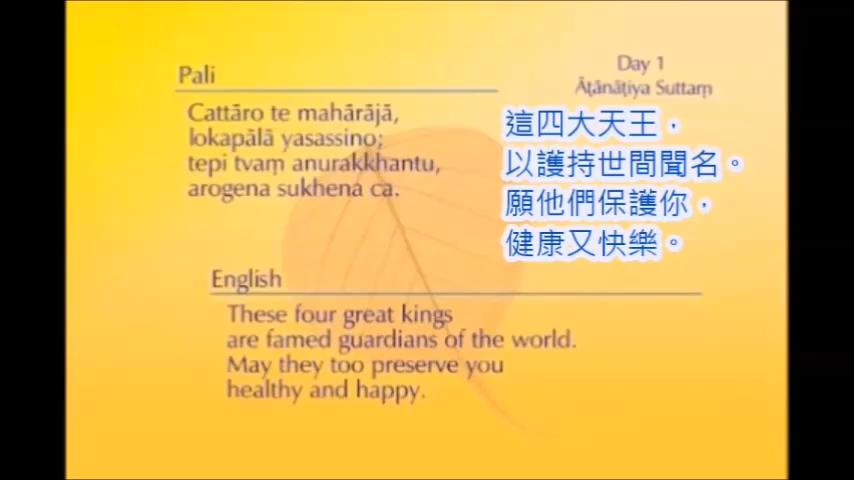 Pali
Day 1
Āṭānāṭiya Suttaṃ
Cattāro te mahārājā,
lokapālā yasassino;
tepi tvaṃ anurakkhantu,
arogena sukhena ca.
這四大天王，
以護持世間聞名。
願他們保護你，
健康又快樂。
English
These four great kings
are famed guardians of the world.
May they too preserve you
healthy and happy.